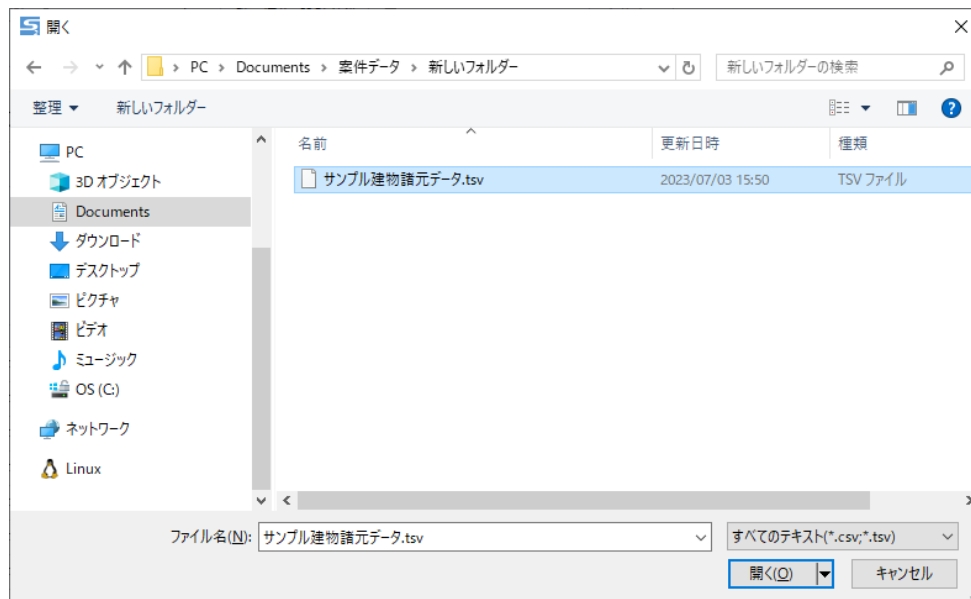 開く
PC › Documents › 案件データ › 新しいフォルダー
新しいフォルダーの検索
整理 新しいフォルダー
名前 更新日時 種類
サンプル建物諸元データ.tsv 2023/07/03 15:50 TSV ファイル
PC
3D オブジェクト
Documents
ダウンロード
デスクトップ
ピクチャ
ビデオ
ミュージック
OS (C:)
ネットワーク
Linux
ファイル名(N): サンプル建物諸元データ.tsv すべてのテキスト(*.csv;*.tsv)
開く(O) キャンセル